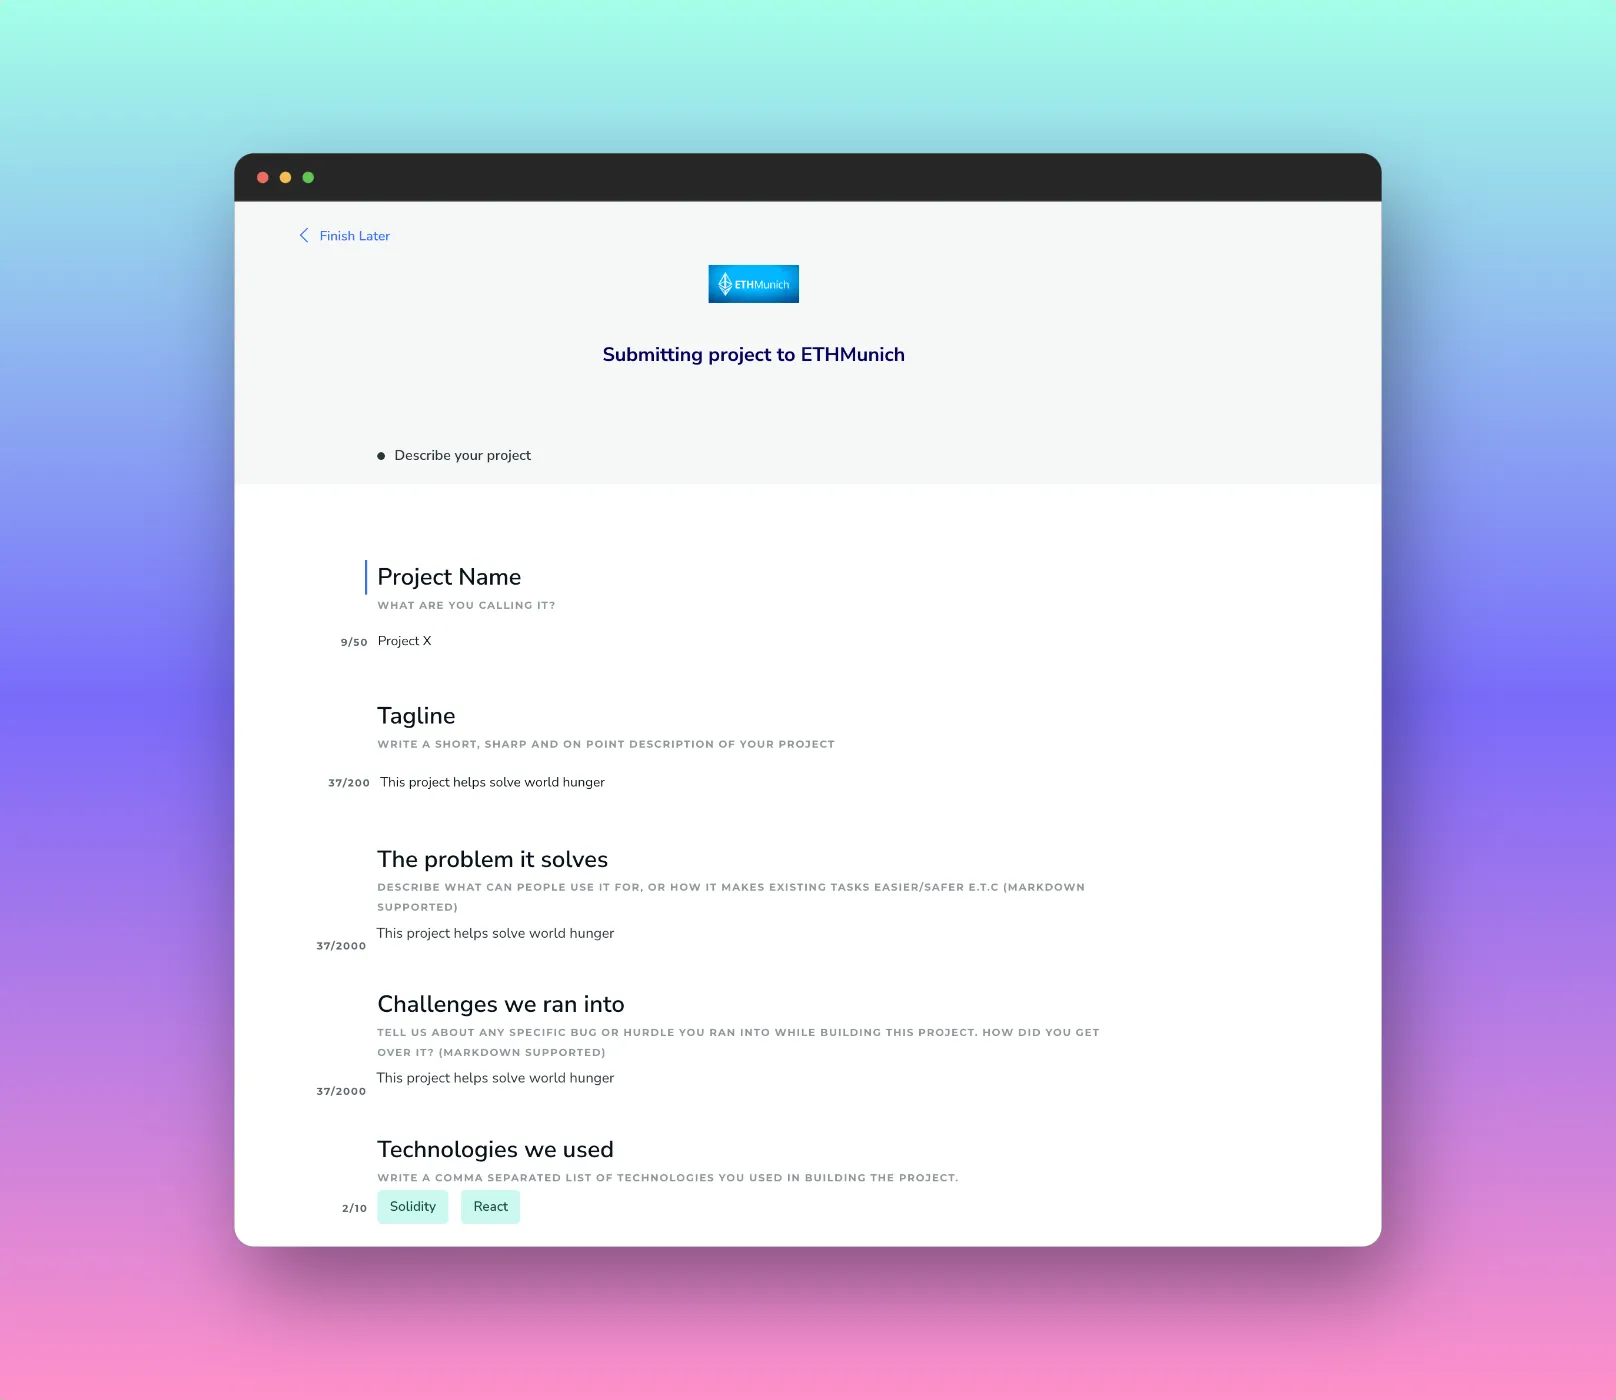 Finish Later
ETHMunich
Submitting project to ETHMunich
Describe your project
Project Name
WHAT ARE YOU CALLING IT?
9/50 Project X
Tagline
WRITE A SHORT, SHARP AND ON POINT DESCRIPTION OF YOUR PROJECT
37/200 This project helps solve world hunger
The problem it solves
DESCRIBE WHAT CAN PEOPLE USE IT FOR, OR HOW IT MAKES EXISTING TASKS EASIER/SAFER E.T.C (MARKDOWN
SUPPORTED)
This project helps solve world hunger
37/2000
Challenges we ran into
TELL US ABOUT ANY SPECIFIC BUG OR HURDLE YOU RAN INTO WHILE BUILDING THIS PROJECT. HOW DID YOU GET
OVER IT? (MARKDOWN SUPPORTED)
This project helps solve world hunger
37/2000
Technologies we used
WRITE A COMMA SEPARATED LIST OF TECHNOLOGIES YOU USED IN BUILDING THE PROJECT.
2/10 Solidity React